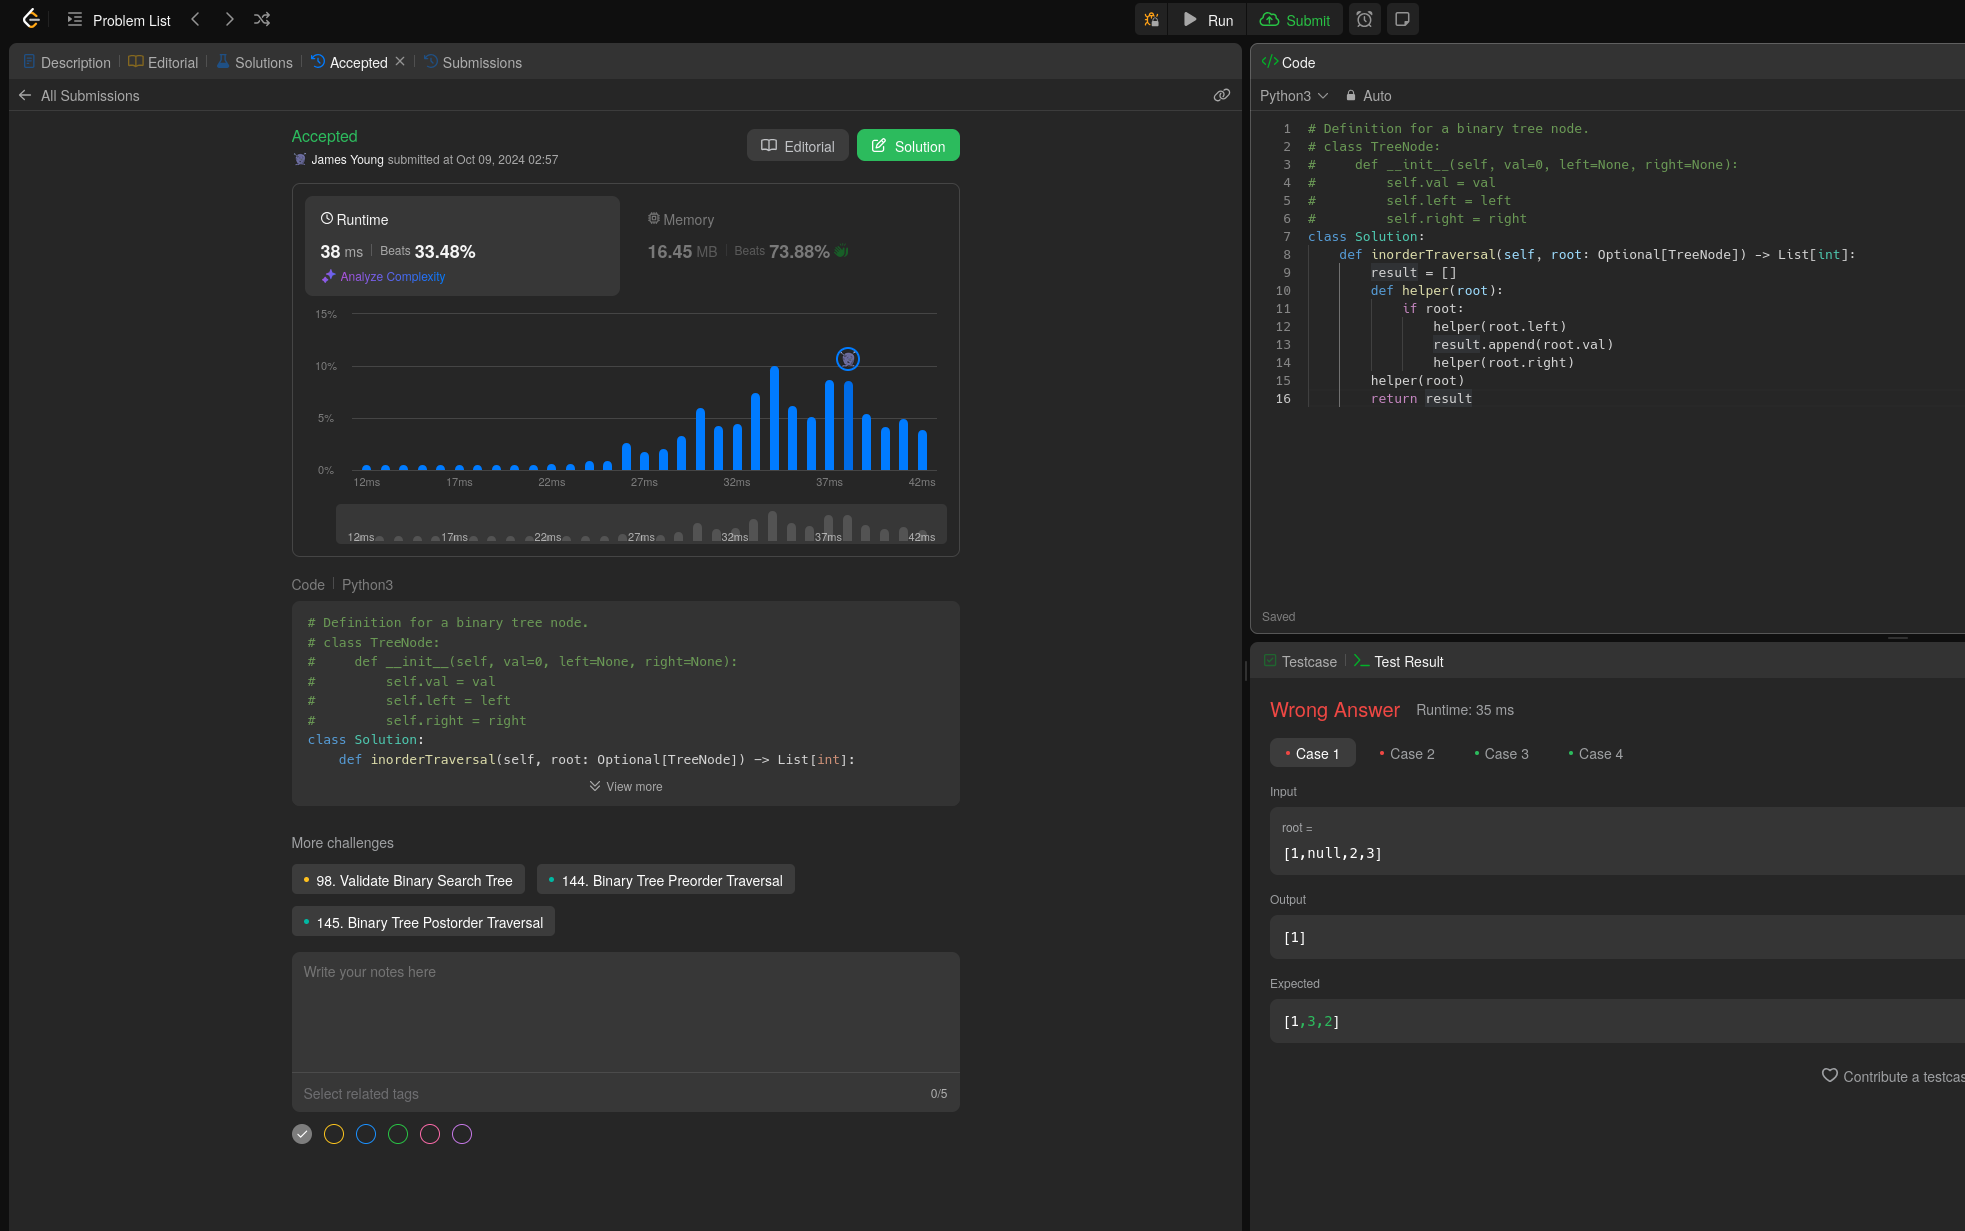 Problem List
Run
Submit
Description
Editorial
Solutions
Accepted
Submissions
All Submissions
Accepted
James Young submitted at Oct 09, 2024 02:57
Editorial
Solution
Runtime
38 ms Beats 33.48%
Analyze Complexity
Memory
16.45 MB Beats 73.88%
15%
10%
5%
0%
12ms 17ms 22ms 27ms 32ms 37ms 42ms
12ms 17ms 22ms 27ms 32ms 37ms 42ms
Code Python3
# Definition for a binary tree node.
# class TreeNode:
#     def __init__(self, val=0, left=None, right=None):
#         self.val = val
#         self.left = left
#         self.right = right
class Solution:
    def inorderTraversal(self, root: Optional[TreeNode]) -> List[int]:
View more
More challenges
98. Validate Binary Search Tree
144. Binary Tree Preorder Traversal
145. Binary Tree Postorder Traversal
Write your notes here
Select related tags
0/5
</> Code
Python3
Auto
1 # Definition for a binary tree node.
2 # class TreeNode:
3 #     def __init__(self, val=0, left=None, right=None):
4 #         self.val = val
5 #         self.left = left
6 #         self.right = right
7 class Solution:
8     def inorderTraversal(self, root: Optional[TreeNode]) -> List[int]:
9         result = []
10         def helper(root):
11             if root:
12                 helper(root.left)
13                 result.append(root.val)
14                 helper(root.right)
15         helper(root)
16         return result
Saved
Testcase
Test Result
Wrong Answer Runtime: 35 ms
Case 1
Case 2
Case 3
Case 4
Input
root =
[1,null,2,3]
Output
[1]
Expected
[1,3,2]
Contribute a testcas